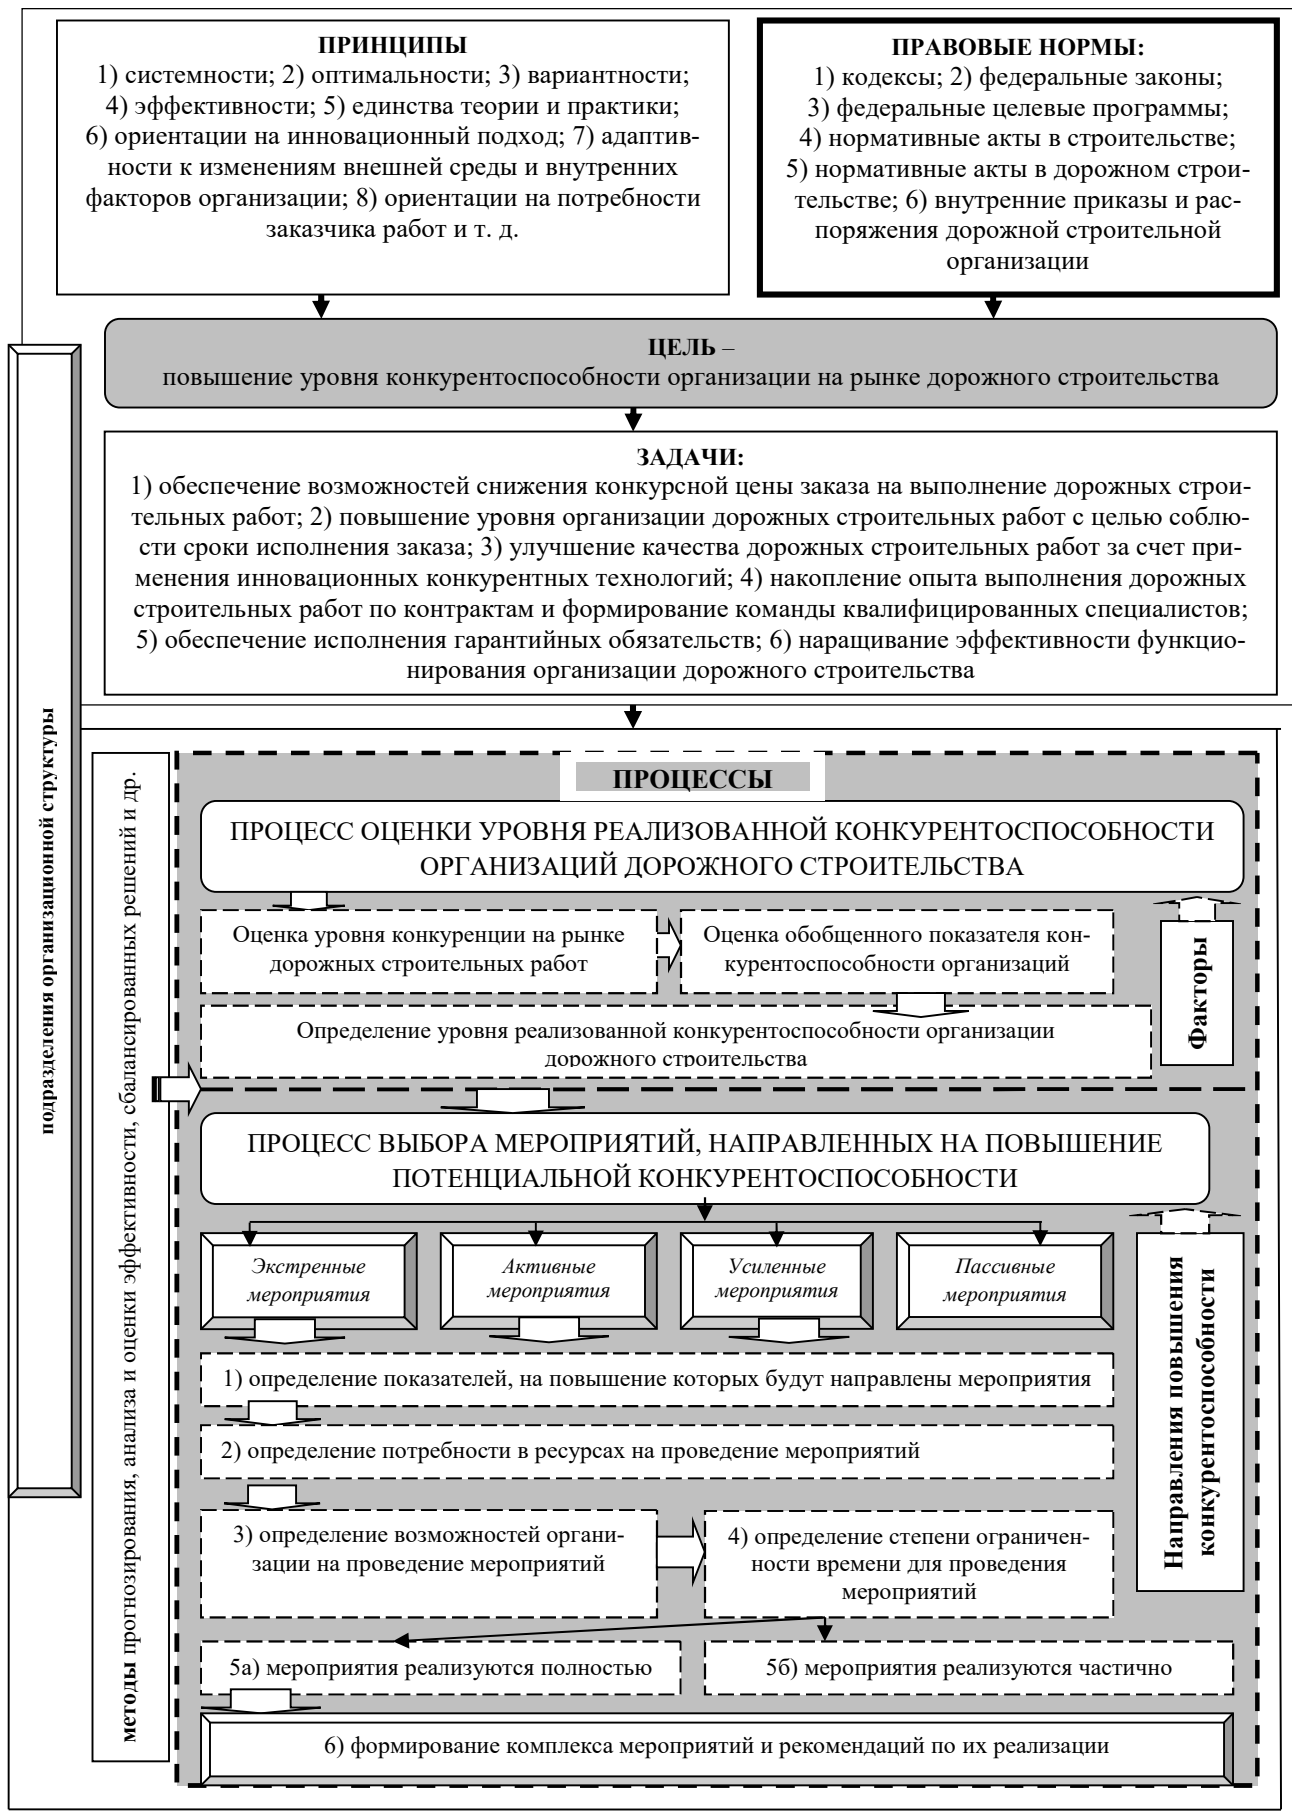 ПРИНЦИПЫ
1) системности; 2) оптимальности; 3) вариантности;
4) эффективности; 5) единства теории и практики;
6) ориентации на инновационный подход; 7) адаптив-
ности к изменениям внешней среды и внутренних
факторов организации; 8) ориентации на потребности
заказчика работ и т. д.
ПРАВОВЫЕ НОРМЫ:
1) кодексы; 2) федеральные законы;
3) федеральные целевые программы;
4) нормативные акты в строительстве;
5) нормативные акты в дорожном строи-
тельстве; 6) внутренние приказы и рас-
поряжения дорожной строительной
организации
ЦЕЛЬ –
повышение уровня конкурентоспособности организации на рынке дорожного строительства
ЗАДАЧИ:
1) обеспечение возможностей снижения конкурсной цены заказа на выполнение дорожных строи-
тельных работ; 2) повышение уровня организации дорожных строительных работ с целью соблю-
сти сроки исполнения заказа; 3) улучшение качества дорожных строительных работ за счет при-
менения инновационных конкурентных технологий; 4) накопление опыта выполнения дорожных
строительных работ по контрактам и формирование команды квалифицированных специалистов;
5) обеспечение исполнения гарантийных обязательств; 6) наращивание эффективности функцио-
нирования организации дорожного строительства
подразделения организационной структуры
методы прогнозирования, анализа и оценки эффективности, сбалансированных решений и др.
ПРОЦЕССЫ
ПРОЦЕСС ОЦЕНКИ УРОВНЯ РЕАЛИЗОВАННОЙ КОНКУРЕНТОСПОСОБНОСТИ
ОРГАНИЗАЦИЙ ДОРОЖНОГО СТРОИТЕЛЬСТВА
Оценка уровня конкуренции на рынке
дорожных строительных работ
Оценка обобщенного показателя кон-
курентоспособности организаций
Факторы
Определение уровня реализованной конкурентоспособности организации
дорожного строительства
ПРОЦЕСС ВЫБОРА МЕРОПРИЯТИЙ, НАПРАВЛЕННЫХ НА ПОВЫШЕНИЕ
ПОТЕНЦИАЛЬНОЙ КОНКУРЕНТОСПОСОБНОСТИ
Экстренные
мероприятия
Активные
мероприятия
Усиленные
мероприятия
Пассивные
мероприятия
Направления повышения
конкурентоспособности
1) определение показателей, на повышение которых будут направлены мероприятия
2) определение потребности в ресурсах на проведение мероприятий
3) определение возможностей органи-
зации на проведение мероприятий
4) определение степени ограничен-
ности времени для проведения
мероприятий
5а) мероприятия реализуются полностью
5б) мероприятия реализуются частично
6) формирование комплекса мероприятий и рекомендаций по их реализации